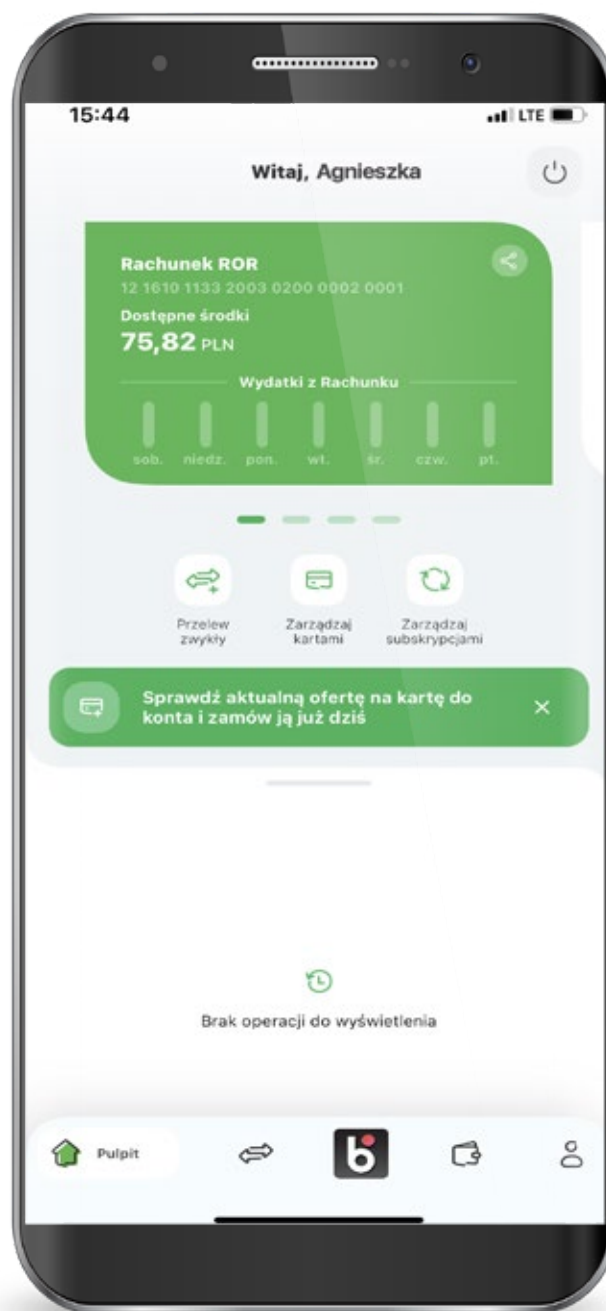 15:44
LTE
Witaj, Agnieszka
Rachunek ROR
12 1610 1133 2003 0200 0002 0001
Dostępne środki
75,82 PLN
Wydatki z Rachunku
sob. niedz. pon. wt. śr. czw. pt.
Przelew
zwykły
Zarządzaj
kartami
Zarządzaj
subskrypcjami
Sprawdź aktualną ofertę na kartę do
konta i zamów ją już dziś
Brak operacji do wyświetlenia
Pulpit
b